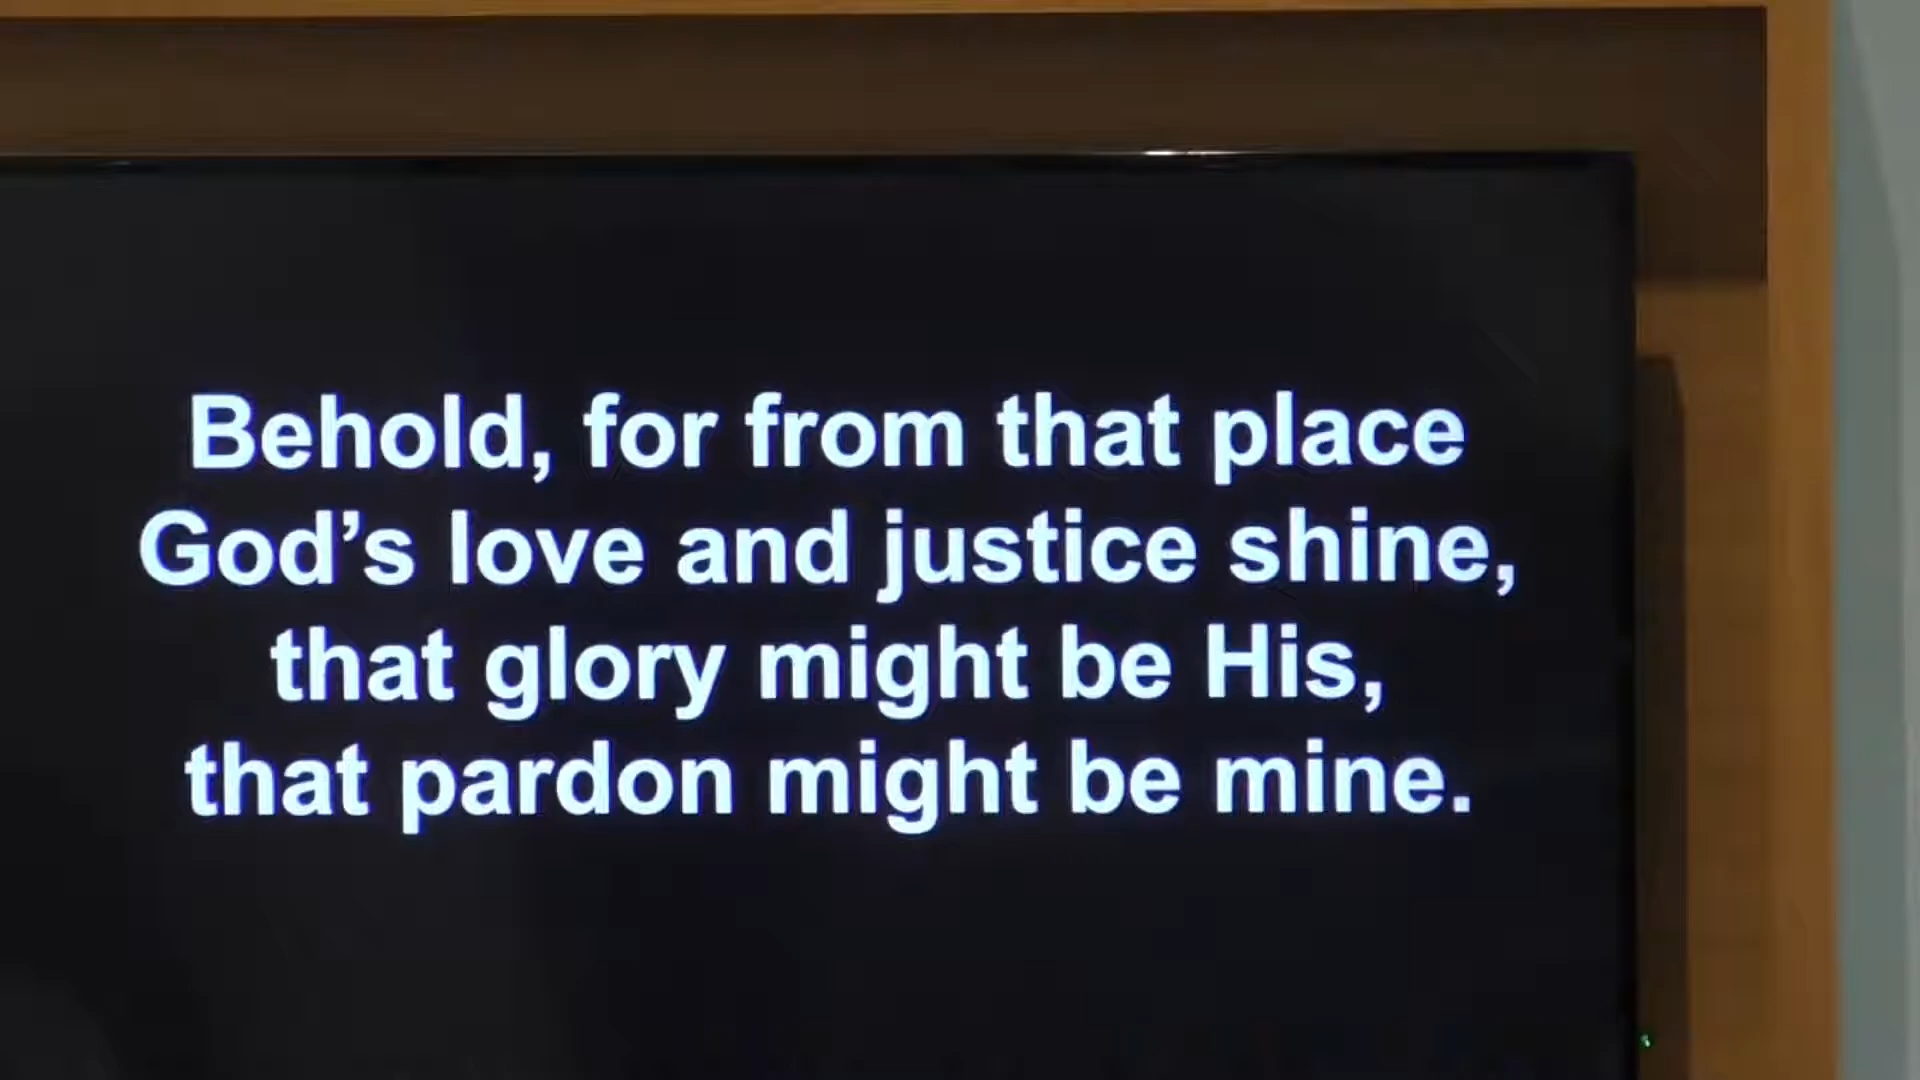 Behold, for from that place
God’s love and justice shine,
that glory might be His,
that pardon might be mine.